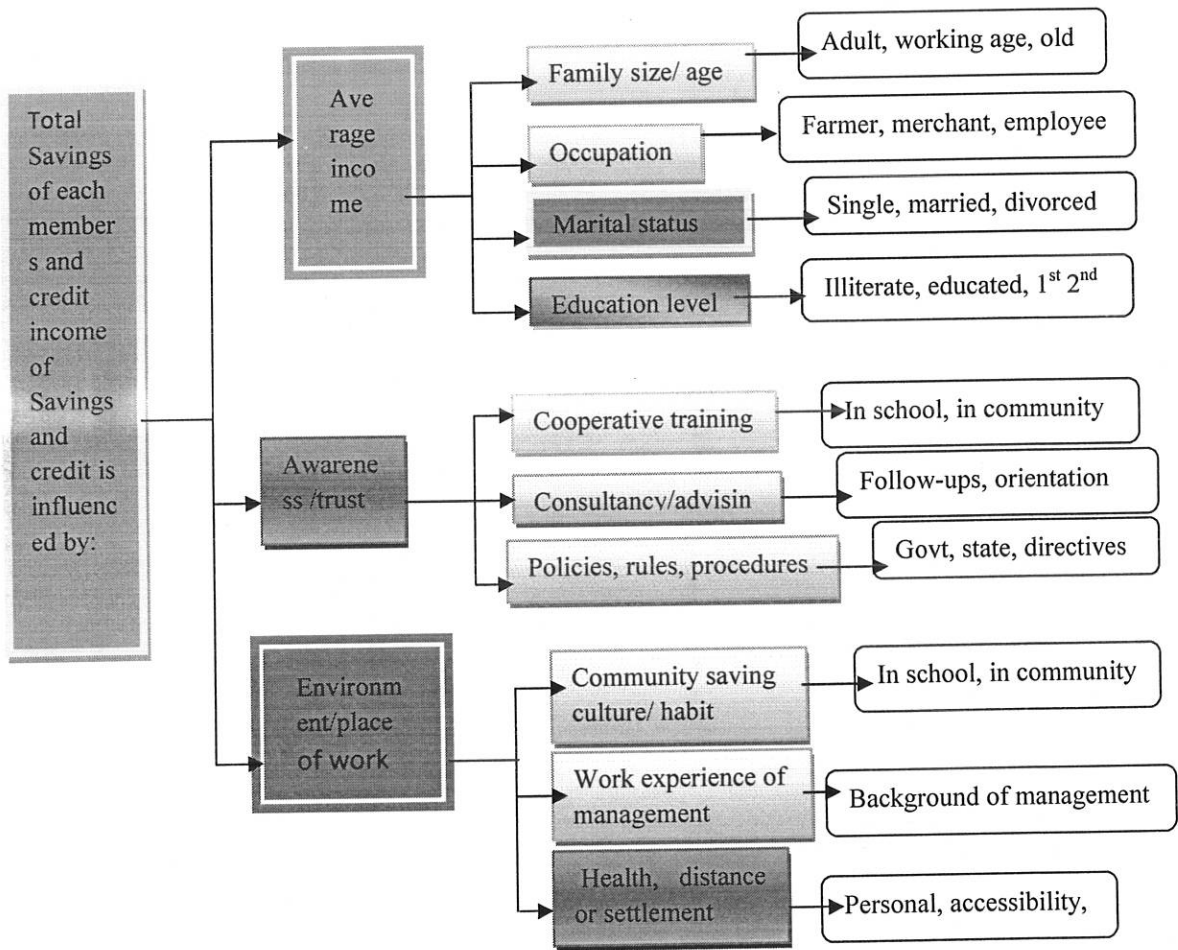 Total
Savings
of each
member
s and
credit
income
of
Savings
and
credit is
influenc
ed by:
Ave
rage
inco
me
Family size/ age
Adult, working age, old
Occupation
Farmer, merchant, employee
Marital status
Single, married, divorced
Education level
Illiterate, educated, 1st 2nd
Awarene
ss /trust
Cooperative training
In school, in community
Consultancy/advisin
Follow-ups, orientation
Policies, rules, procedures
Govt, state, directives
Environm
ent/place
of work
Community saving
culture/ habit
In school, in community
Work experience of
management
Background of management
Health, distance
or settlement
Personal, accessibility,